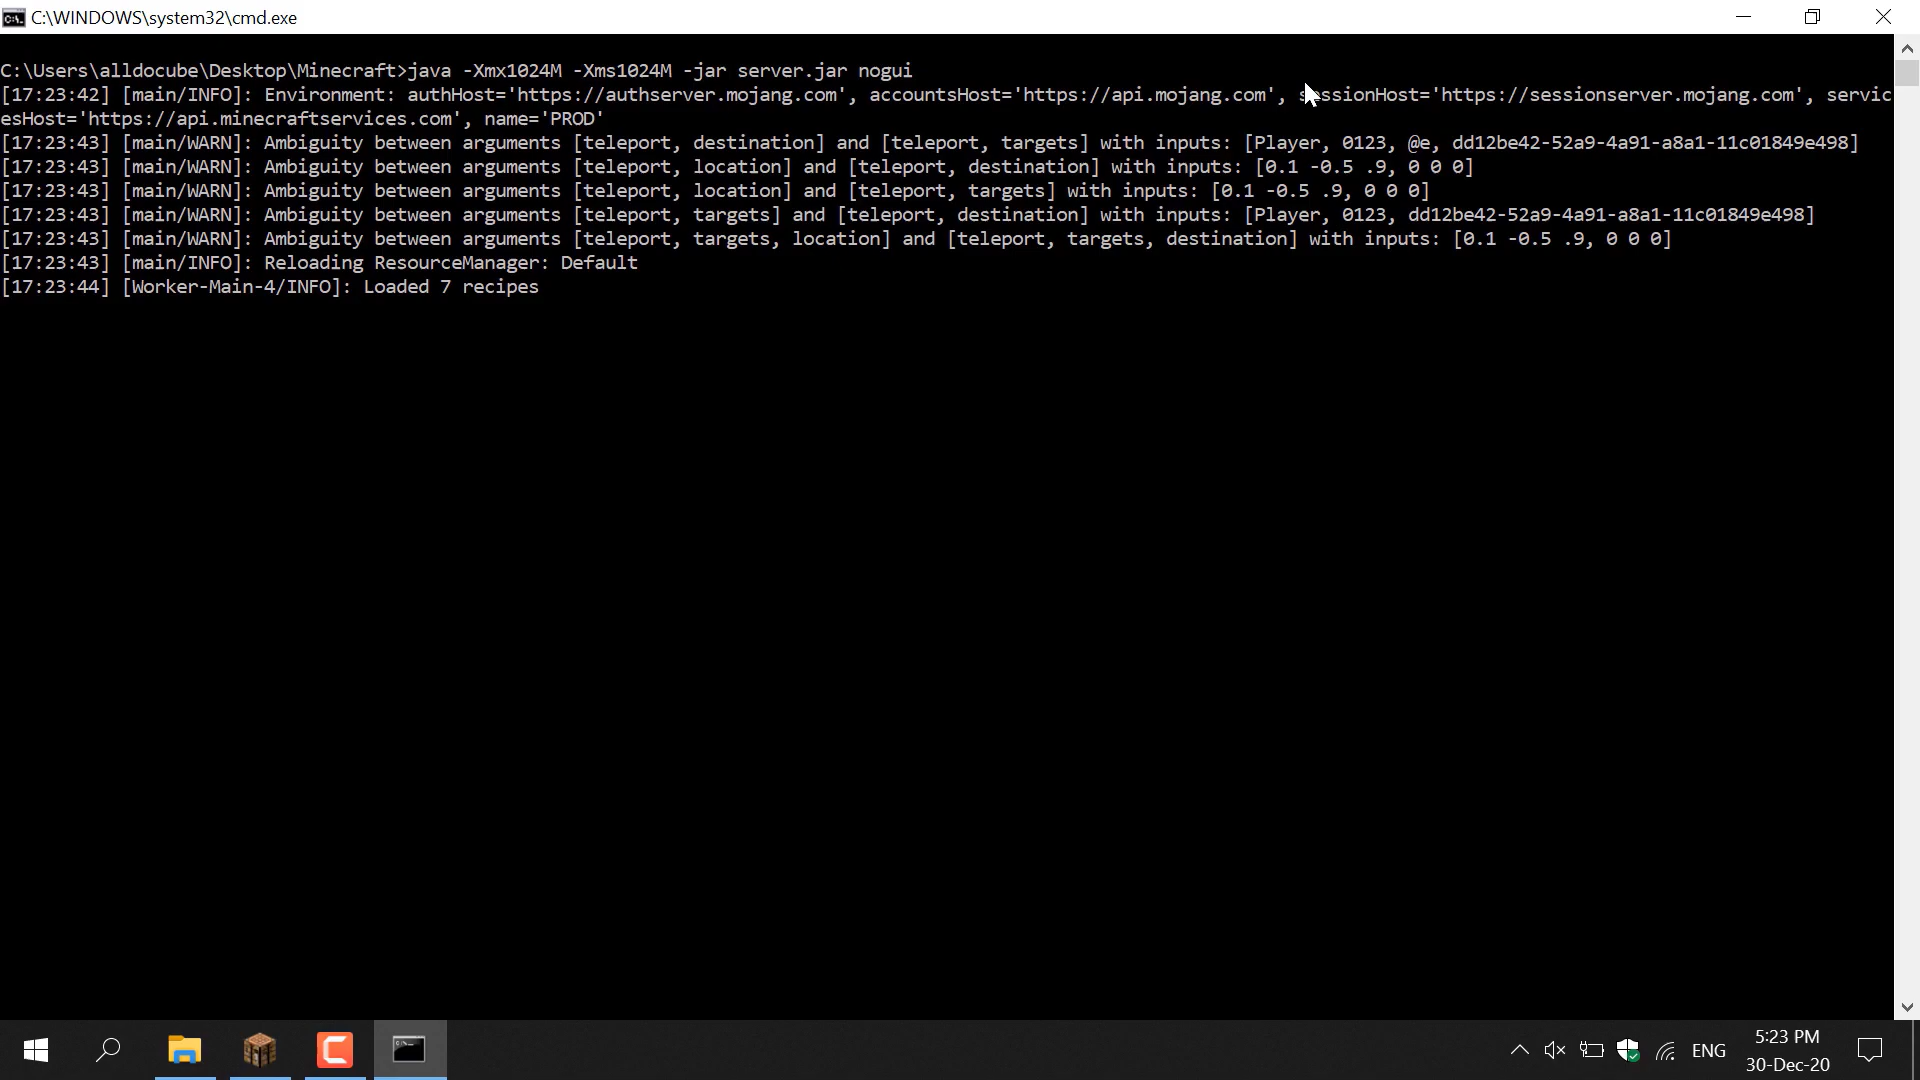 C:\WINDOWS\system32\cmd.exe
C:\Users\alldocube\Desktop\Minecraft>java -Xmx1024M -Xms1024M -jar server.jar nogui
[17:23:42] [main/INFO]: Environment: authHost='https://authserver.mojang.com', accountsHost='https://api.mojang.com', sessionHost='https://sessionserver.mojang.com', servic
esHost='https://api.minecraftservices.com', name='PROD'
[17:23:43] [main/WARN]: Ambiguity between arguments [teleport, destination] and [teleport, targets] with inputs: [Player, 0123, @e, dd12be42-52a9-4a91-a8a1-11c01849e498]
[17:23:43] [main/WARN]: Ambiguity between arguments [teleport, location] and [teleport, destination] with inputs: [0.1 -0.5 .9, 0 0 0]
[17:23:43] [main/WARN]: Ambiguity between arguments [teleport, location] and [teleport, targets] with inputs: [0.1 -0.5 .9, 0 0 0]
[17:23:43] [main/WARN]: Ambiguity between arguments [teleport, targets] and [teleport, destination] with inputs: [Player, 0123, dd12be42-52a9-4a91-a8a1-11c01849e498]
[17:23:43] [main/WARN]: Ambiguity between arguments [teleport, targets, location] and [teleport, targets, destination] with inputs: [0.1 -0.5 .9, 0 0 0]
[17:23:43] [main/INFO]: Reloading ResourceManager: Default
[17:23:44] [Worker-Main-4/INFO]: Loaded 7 recipes
ENG
5:23 PM
30-Dec-20